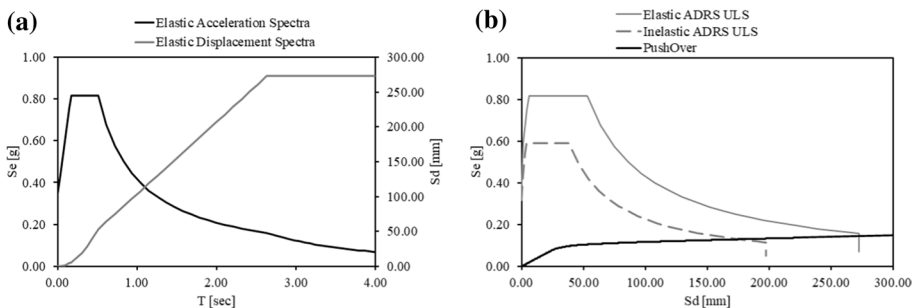 (a)
Elastic Acceleration Spectra
Elastic Displacement Spectra
1.00
0.80
0.60
0.40
0.20
0.00
Se [g]
300.00
250.00
200.00
150.00
100.00
50.00
0.00
Sd [mm]
0.00 1.00 2.00 3.00 4.00
T [sec]
(b)
Elastic ADRS ULS
Inelastic ADRS ULS
PushOver
1.00
0.80
0.60
0.40
0.20
0.00
Se [g]
0.00 50.00 100.00 150.00 200.00 250.00 300.00
Sd [mm]